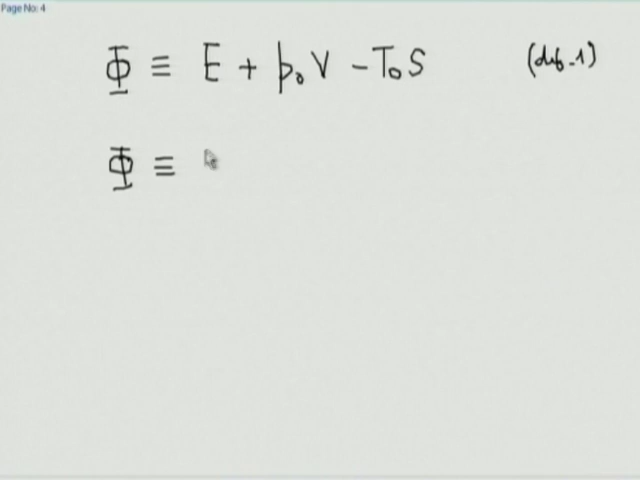 Page No: 4
Φ ≡ E + p₀V - T₀S (def-1)
Φ ≡